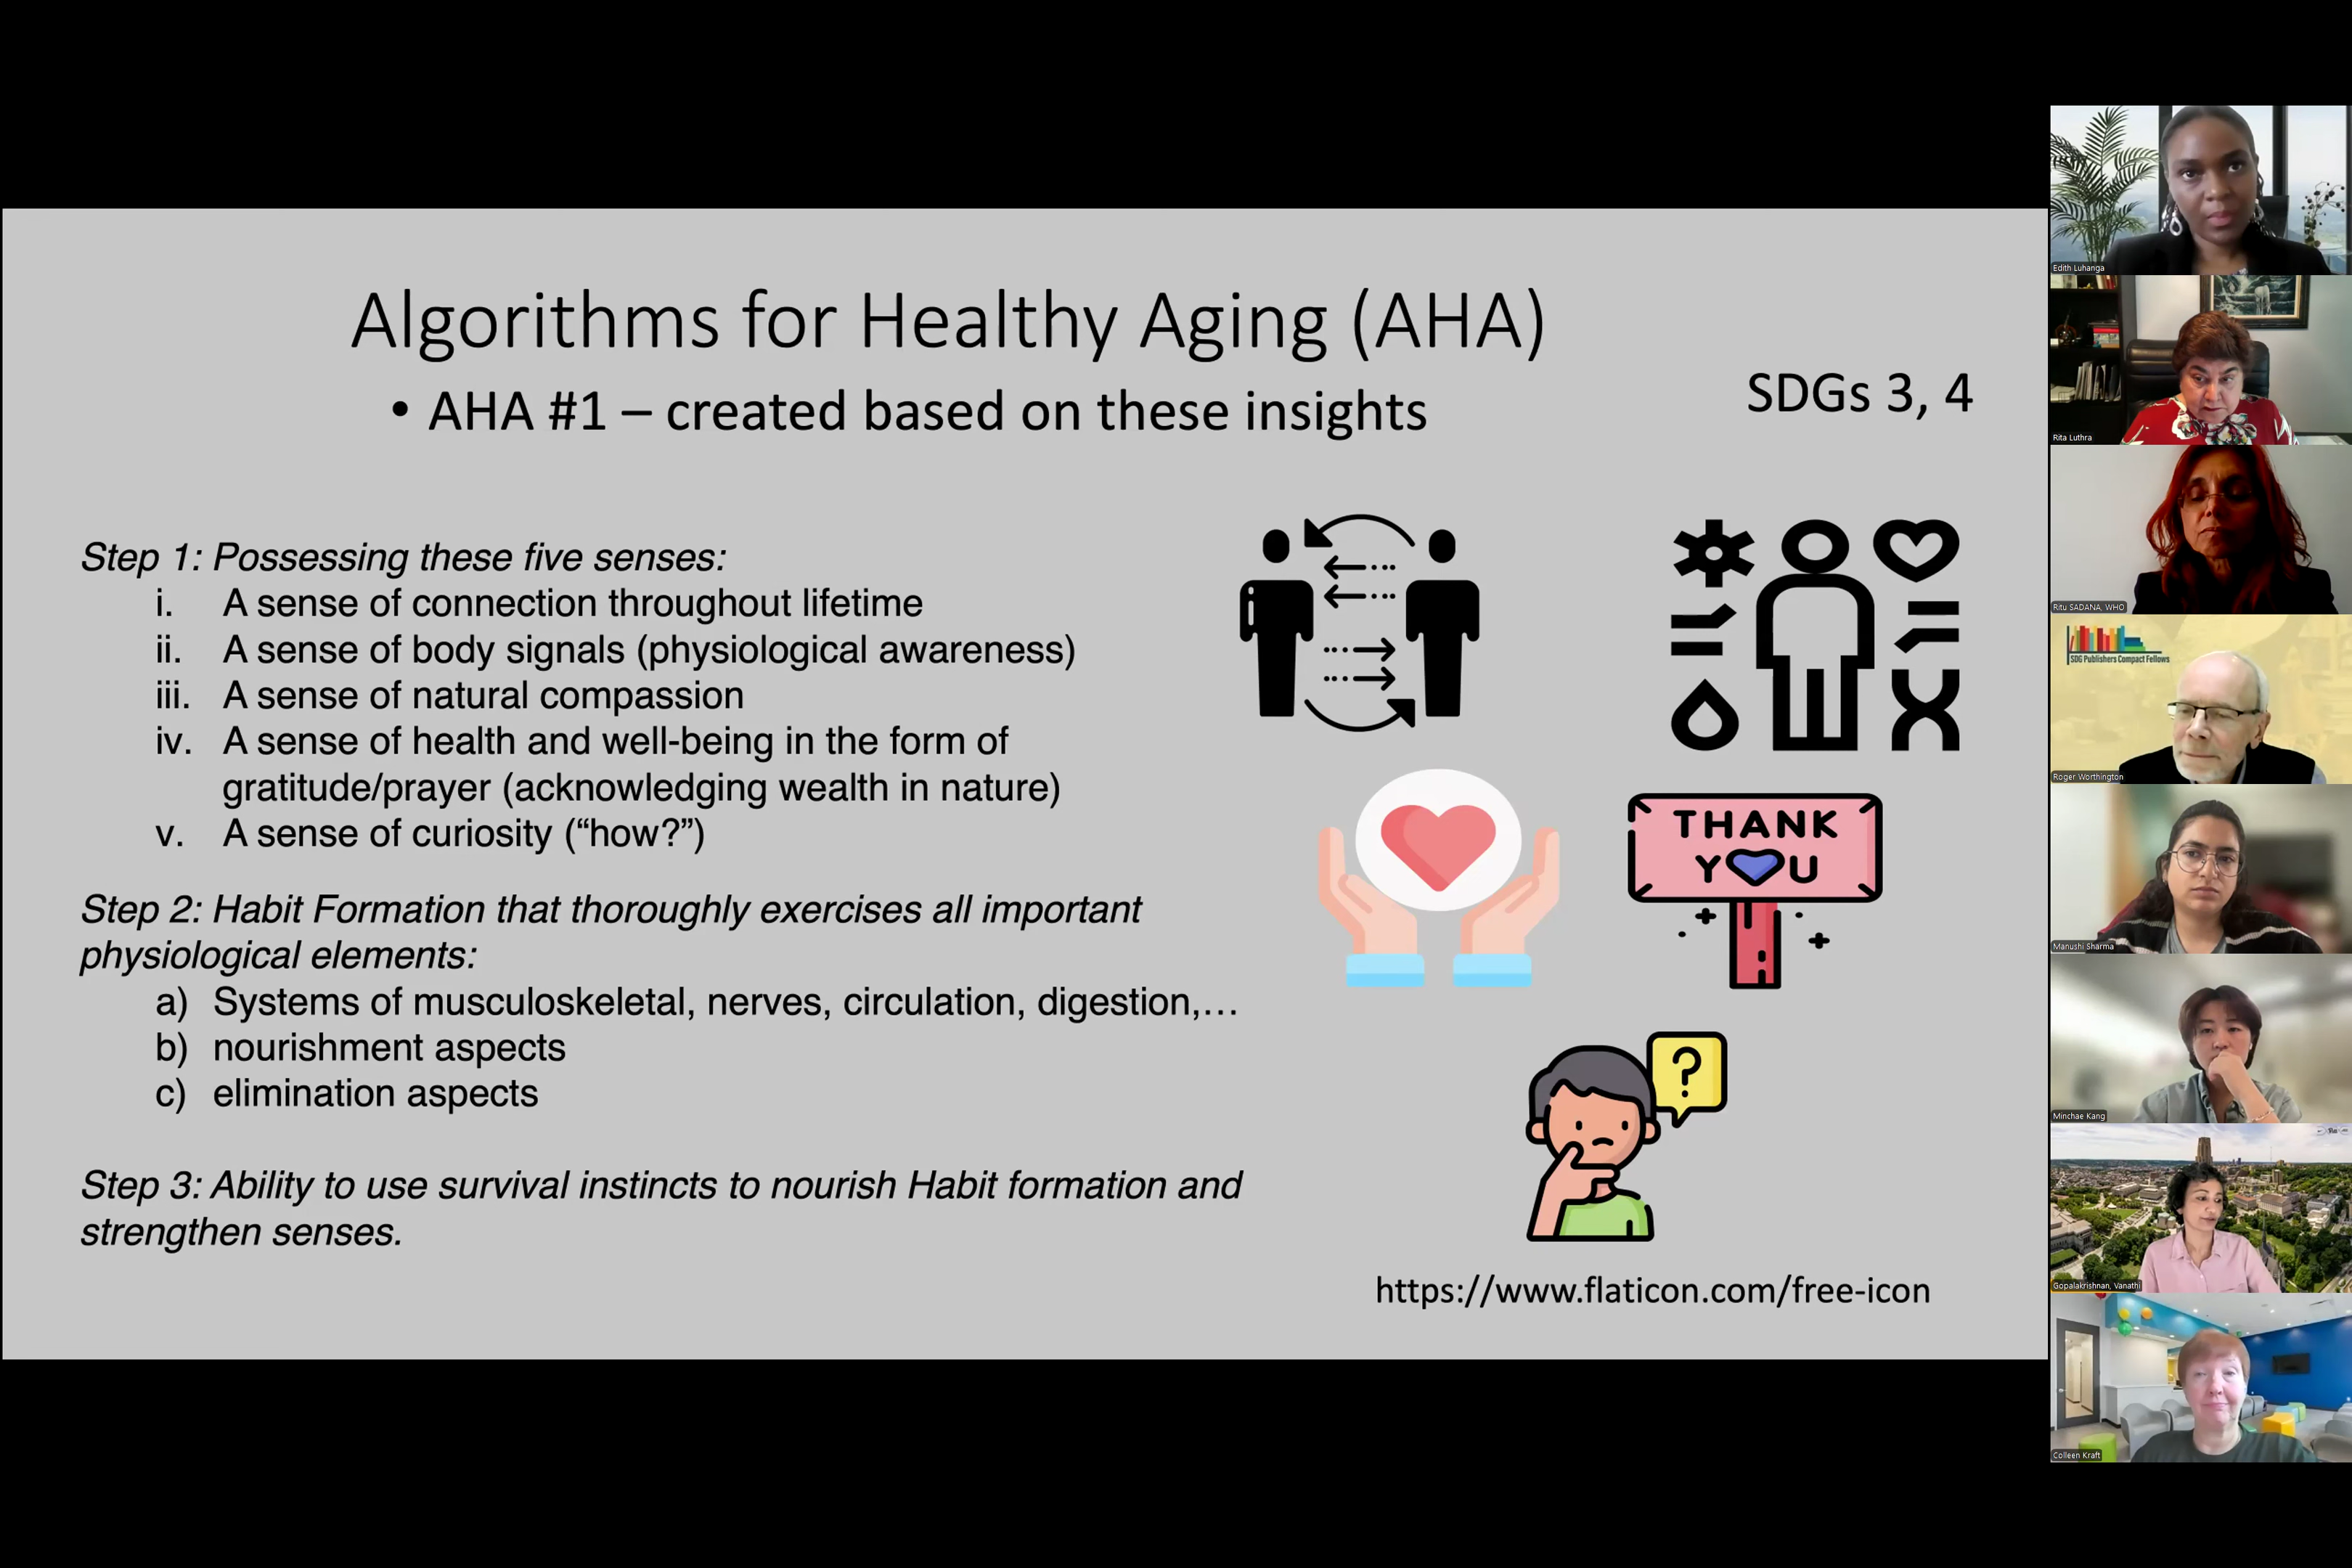 Algorithms for Healthy Aging (AHA)
• AHA #1 – created based on these insights
SDGs 3, 4
Step 1: Possessing these five senses:
i. A sense of connection throughout lifetime
ii. A sense of body signals (physiological awareness)
iii. A sense of natural compassion
iv. A sense of health and well-being in the form of
gratitude/prayer (acknowledging wealth in nature)
v. A sense of curiosity (“how?”)
Step 2: Habit Formation that thoroughly exercises all important
physiological elements:
a) Systems of musculoskeletal, nerves, circulation, digestion,…
b) nourishment aspects
c) elimination aspects
Step 3: Ability to use survival instincts to nourish Habit formation and
strengthen senses.
THANK
YOU
?
https://www.flaticon.com/free-icon
Edith Luhanga
Rita Luthra
Ritu SADANA, WHO
SDG Publishers Compact Fellows
Roger Worthington
Manushi Sharma
Minchae Kang
Gopalakrishnan, Vanathi
Colleen Kraft